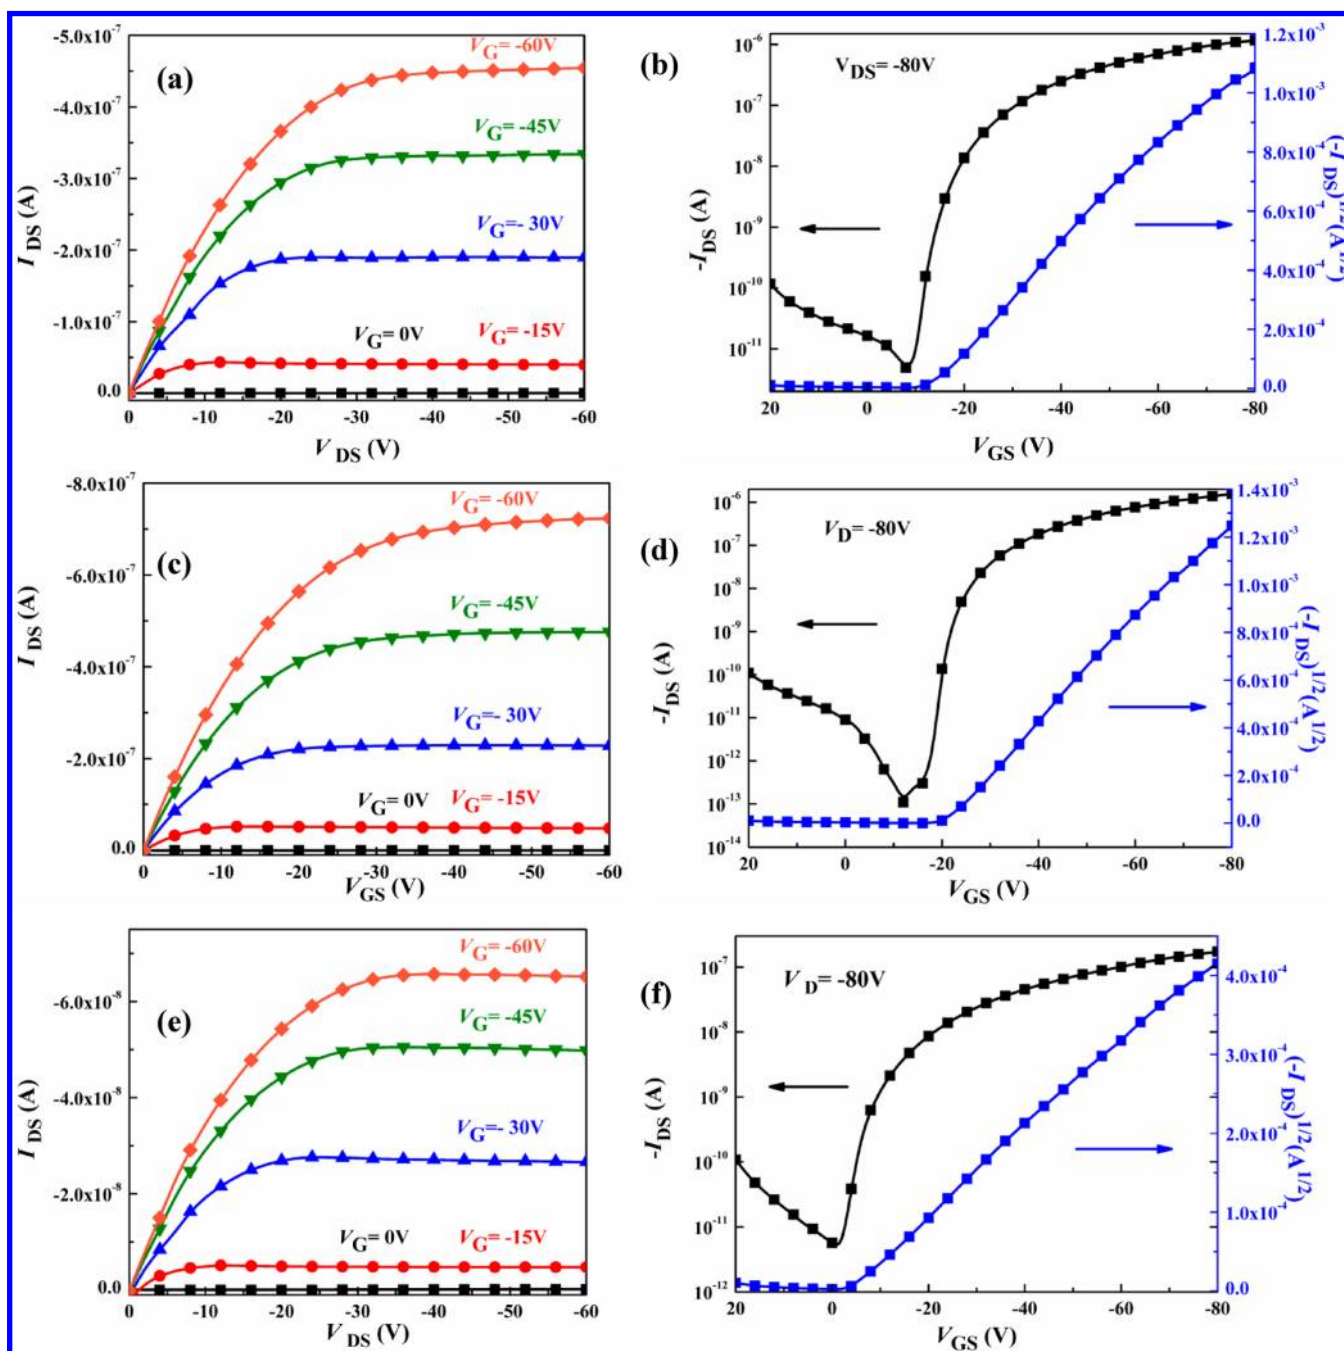 (a)
V_G= -60V
V_G= -45V
V_G= - 30V
V_G= 0V
V_G= -15V
-5.0x10⁻⁷
-4.0x10⁻⁷
-3.0x10⁻⁷
-2.0x10⁻⁷
-1.0x10⁻⁷
0.0
I_DS (A)
0 -10 -20 -30 -40 -50 -60
V_DS (V)
(b)
V_DS= -80V
10⁻⁶
10⁻⁷
10⁻⁸
10⁻⁹
10⁻¹⁰
10⁻¹¹
-I_DS (A)
1.2x10⁻³
1.0x10⁻³
8.0x10⁻⁴
6.0x10⁻⁴
4.0x10⁻⁴
2.0x10⁻⁴
0.0
(-I_DS)^1/2(A^1/2)
20 0 -20 -40 -60 -80
V_GS (V)
(c)
V_G= -60V
V_G= -45V
V_G= - 30V
V_G= 0V
V_G= -15V
-8.0x10⁻⁷
-6.0x10⁻⁷
-4.0x10⁻⁷
-2.0x10⁻⁷
0.0
I_DS (A)
0 -10 -20 -30 -40 -50 -60
V_GS (V)
(d)
V_D= -80V
10⁻⁶
10⁻⁷
10⁻⁸
10⁻⁹
10⁻¹⁰
10⁻¹¹
10⁻¹²
10⁻¹³
10⁻¹⁴
-I_DS (A)
1.4x10⁻³
1.2x10⁻³
1.0x10⁻³
8.0x10⁻⁴
6.0x10⁻⁴
4.0x10⁻⁴
2.0x10⁻⁴
0.0
(-I_DS)^1/2(A^1/2)
20 0 -20 -40 -60 -80
V_GS (V)
(e)
V_G= -60V
V_G= -45V
V_G= - 30V
V_G= 0V
V_G= -15V
-6.0x10⁻⁸
-4.0x10⁻⁸
-2.0x10⁻⁸
0.0
I_DS (A)
0 -10 -20 -30 -40 -50 -60
V_DS (V)
(f)
V_D= -80V
10⁻⁷
10⁻⁸
10⁻⁹
10⁻¹⁰
10⁻¹¹
10⁻¹²
-I_DS (A)
4.0x10⁻⁴
3.0x10⁻⁴
2.0x10⁻⁴
1.0x10⁻⁴
0.0
(-I_DS)^1/2(A^1/2)
20 0 -20 -40 -60 -80
V_GS (V)